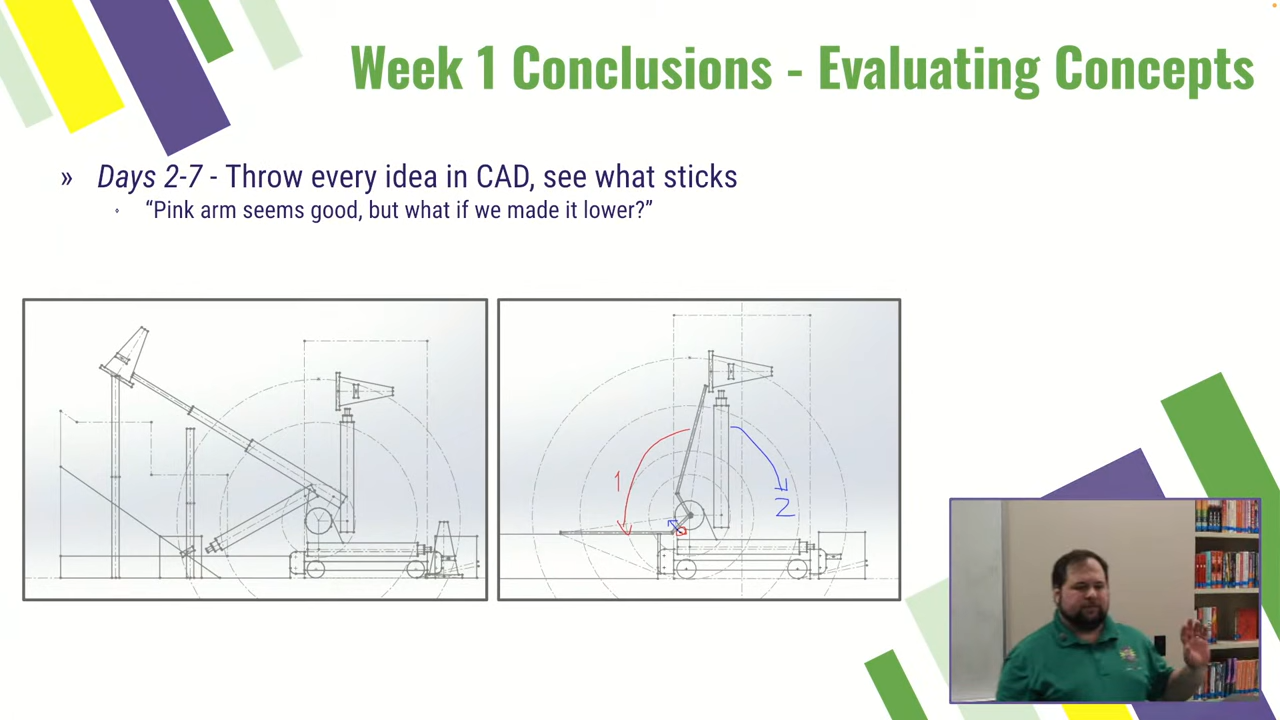 Week 1 Conclusions - Evaluating Concepts
» Days 2-7 - Throw every idea in CAD, see what sticks
“Pink arm seems good, but what if we made it lower?”
1
2